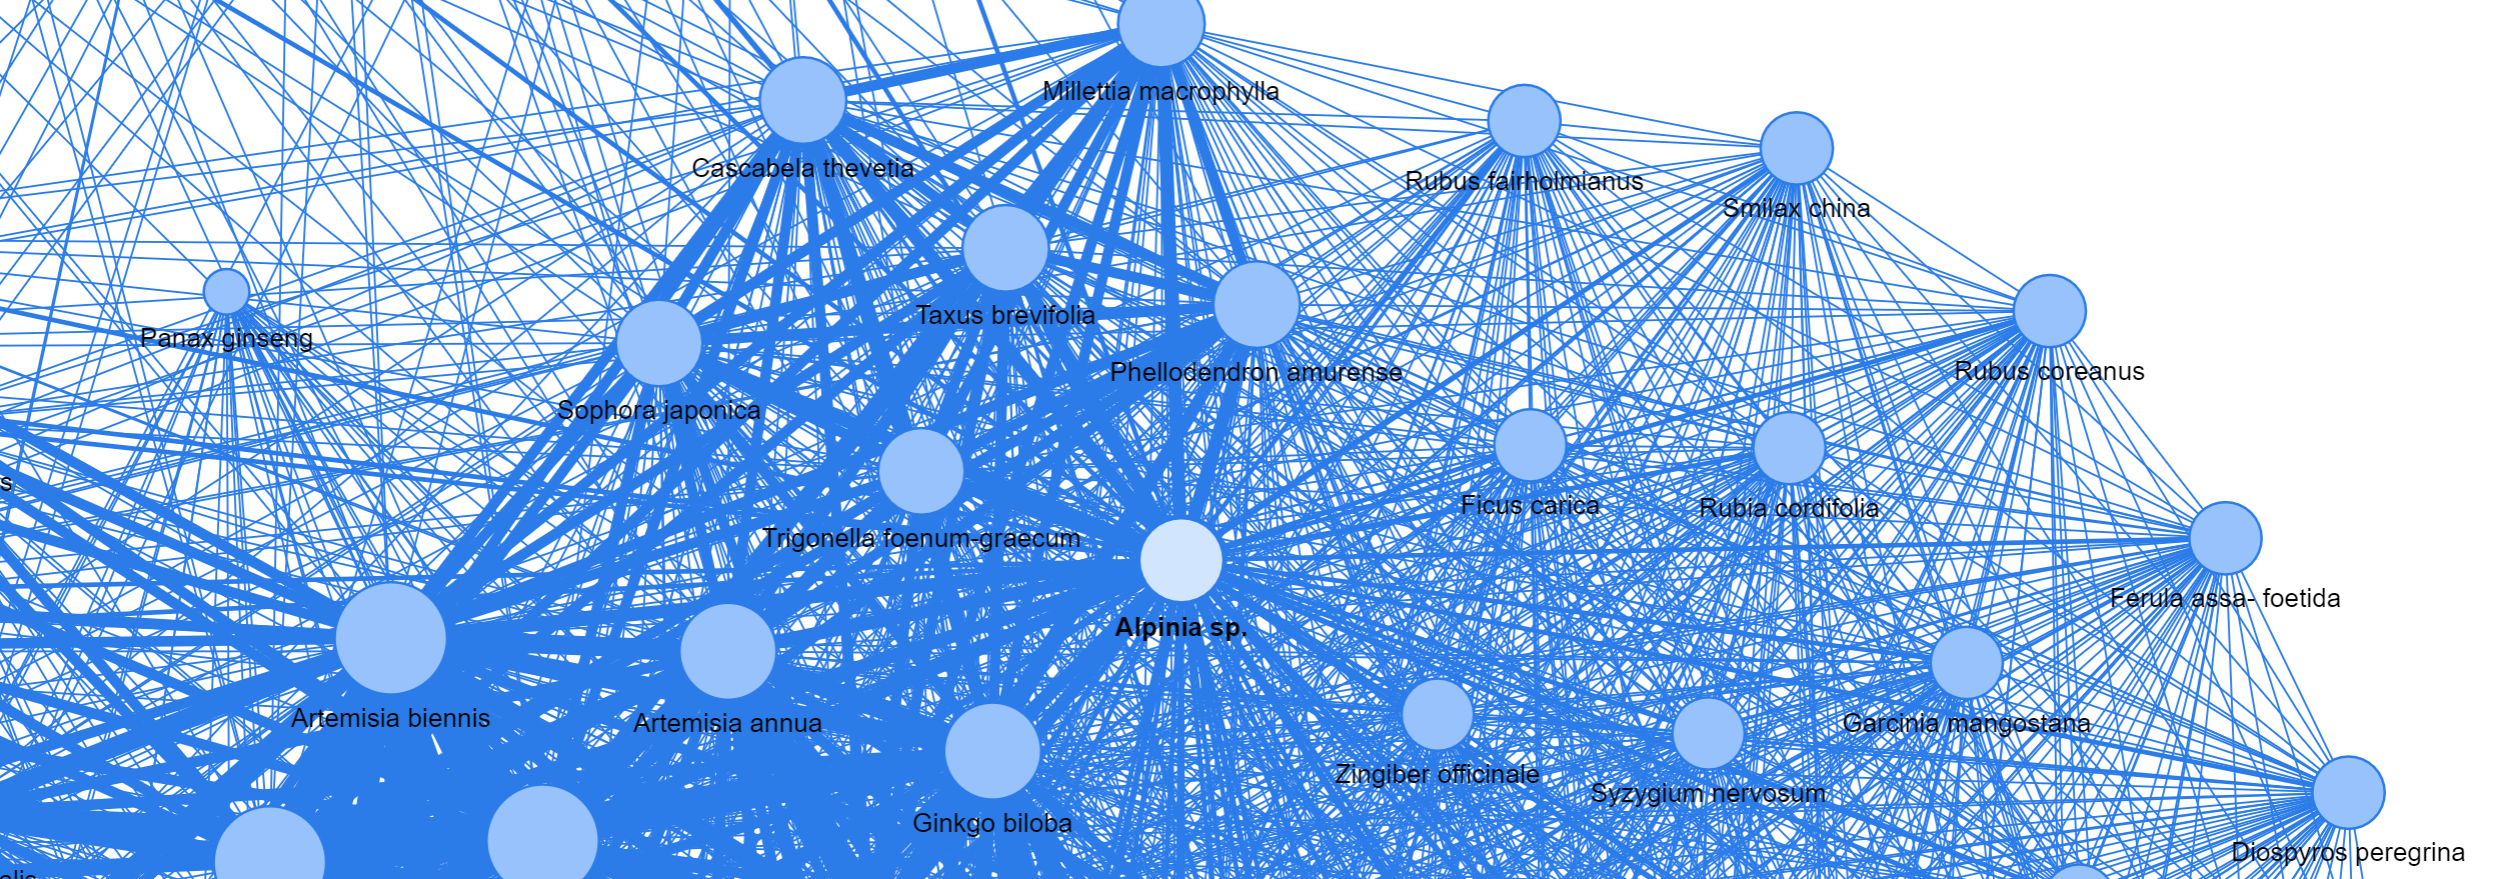 Millettia macrophylla
Cascabela thevetia
Rubus fairholmianus
Smilax china
Taxus brevifolia
Panax ginseng
Phellodendron amurense
Rubus coreanus
Sophora japonica
s
Ficus carica
Rubia cordifolia
Trigonella foenum-graecum
Ferula assa- foetida
Alpinia sp.
Artemisia biennis
Artemisia annua
Garcinia mangostana
Zingiber officinale
Syzygium nervosum
Ginkgo biloba
Diospyros peregrina